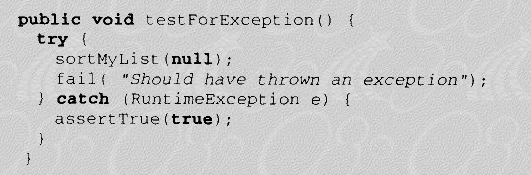 public void testForException() {
try {
sortMyList(null);
fail( "Should have thrown an exception");
} catch (RuntimeException e) {
assertTrue(true);
}
}